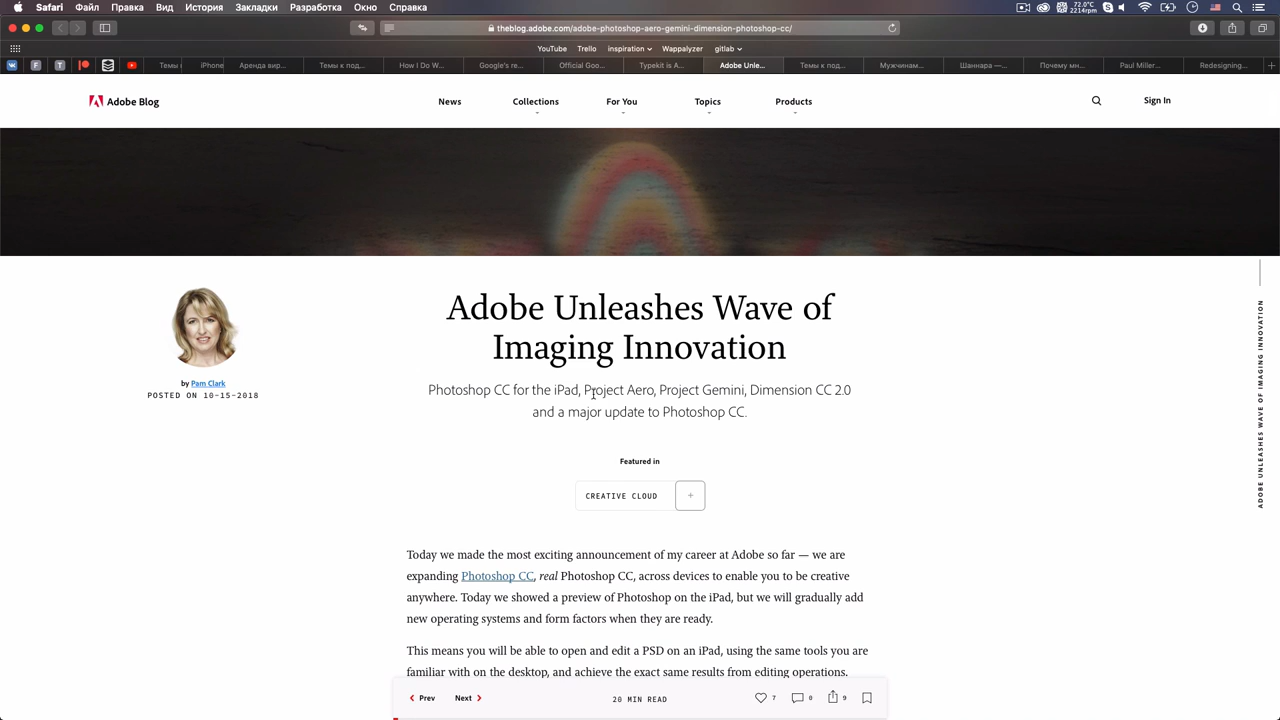 Safari Файл Правка Вид История Закладки Разработка Окно Справка
72.0°C
2214rpm
theblog.adobe.com/adobe-photoshop-aero-gemini-dimension-photoshop-cc/
YouTube Trello inspiration Wappalyzer gitlab
Темы iPhone Аренда вир... Темы к под... How I Do W... Google's re... Official Goo... Typekit is A... Adobe Unle... Темы к под... Мужчинам... Шаннара —... Почему мн... Paul Miller... Redesigning...
Adobe Blog
News Collections For You Topics Products
Sign In
Adobe Unleashes Wave of
Imaging Innovation
by Pam Clark
POSTED ON 10-15-2018
Photoshop CC for the iPad, Project Aero, Project Gemini, Dimension CC 2.0
and a major update to Photoshop CC.
ADOBE UNLEASHES WAVE OF IMAGING INNOVATION
Featured in
CREATIVE CLOUD +
Today we made the most exciting announcement of my career at Adobe so far — we are
expanding Photoshop CC, real Photoshop CC, across devices to enable you to be creative
anywhere. Today we showed a preview of Photoshop on the iPad, but we will gradually add
new operating systems and form factors when they are ready.
This means you will be able to open and edit a PSD on an iPad, using the same tools you are
familiar with on the desktop, and achieve the exact same results from editing operations.
Prev Next 20 MIN READ 7 0 9